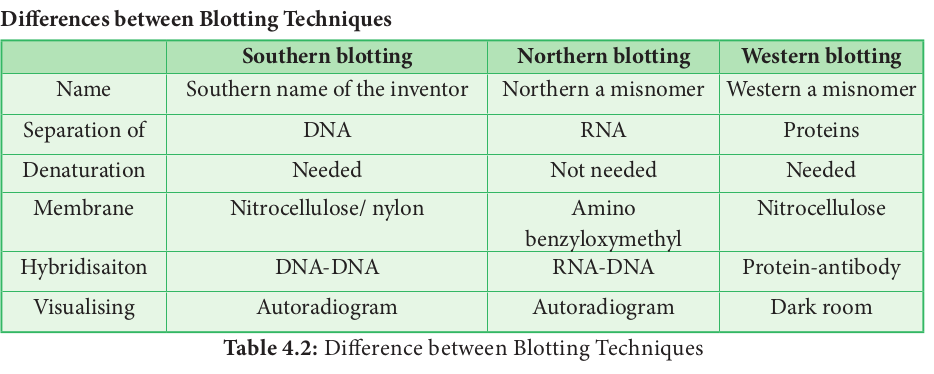 Differences between Blotting Techniques
Southern blotting Northern blotting Western blotting
Name Southern name of the inventor Northern a misnomer Western a misnomer
Separation of DNA RNA Proteins
Denaturation Needed Not needed Needed
Membrane Nitrocellulose/ nylon Amino Nitrocellulose
benzyloxymethyl
Hybridisaiton DNA-DNA RNA-DNA Protein-antibody
Visualising Autoradiogram Autoradiogram Dark room
Table 4.2: Difference between Blotting Techniques